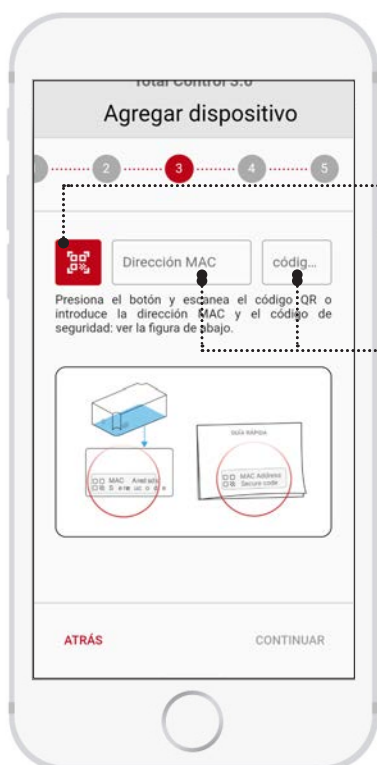 Total Control 3.0
Agregar dispositivo
2 3 4 5
Dirección MAC códig...
Presiona el botón y escanea el código QR o
introduce la dirección MAC y el código de
seguridad: ver la figura de abajo.
GUÍA RÁPIDA
MAC Address
Secure code
MAC
ATRÁS CONTINUAR